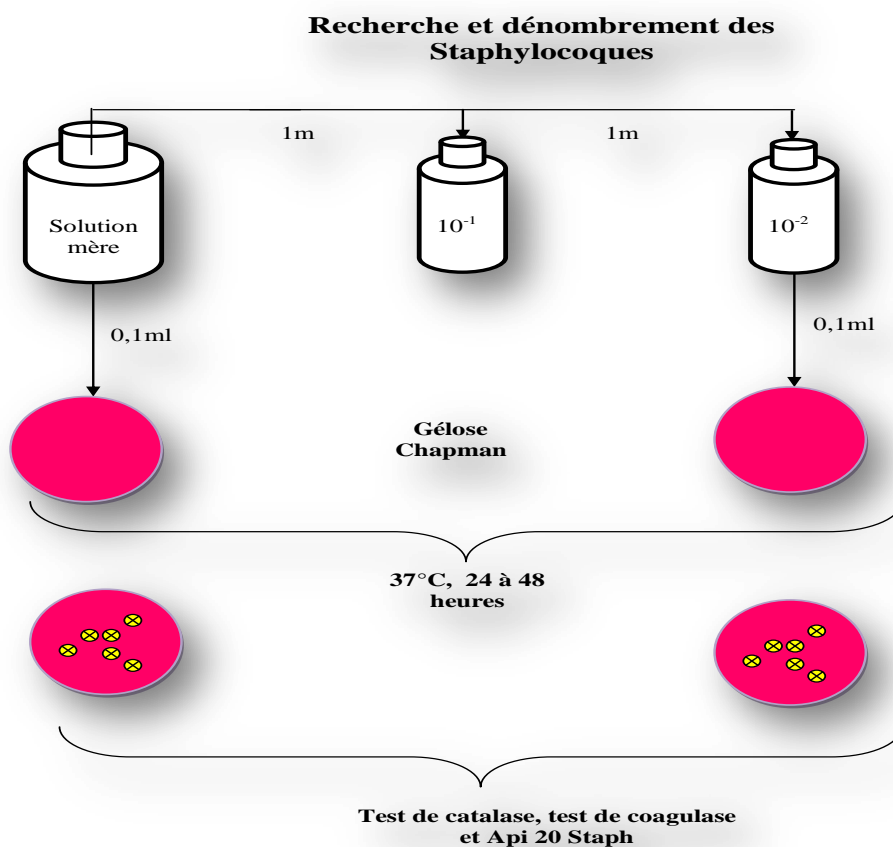 Recherche et dénombrement des
Staphylocoques
1m
1m
Solution
mère
10⁻¹
10⁻²
0,1ml
0,1ml
Gélose
Chapman
37°C, 24 à 48
heures
Test de catalase, test de coagulase
et Api 20 Staph